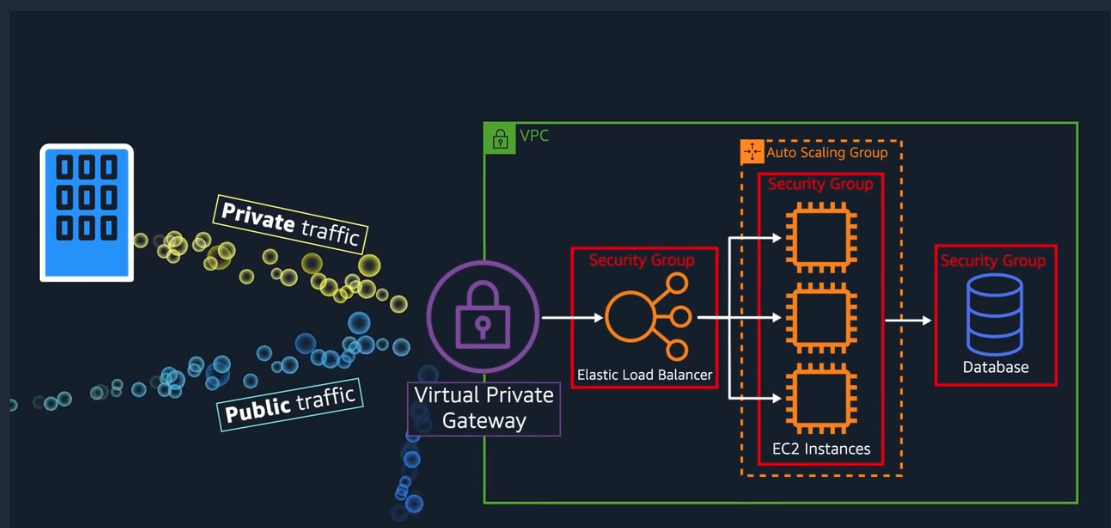 VPC
Auto Scaling Group
Security Group
Private traffic
Security Group
Security Group
Elastic Load Balancer
Database
Public traffic
Virtual Private
Gateway
EC2 Instances